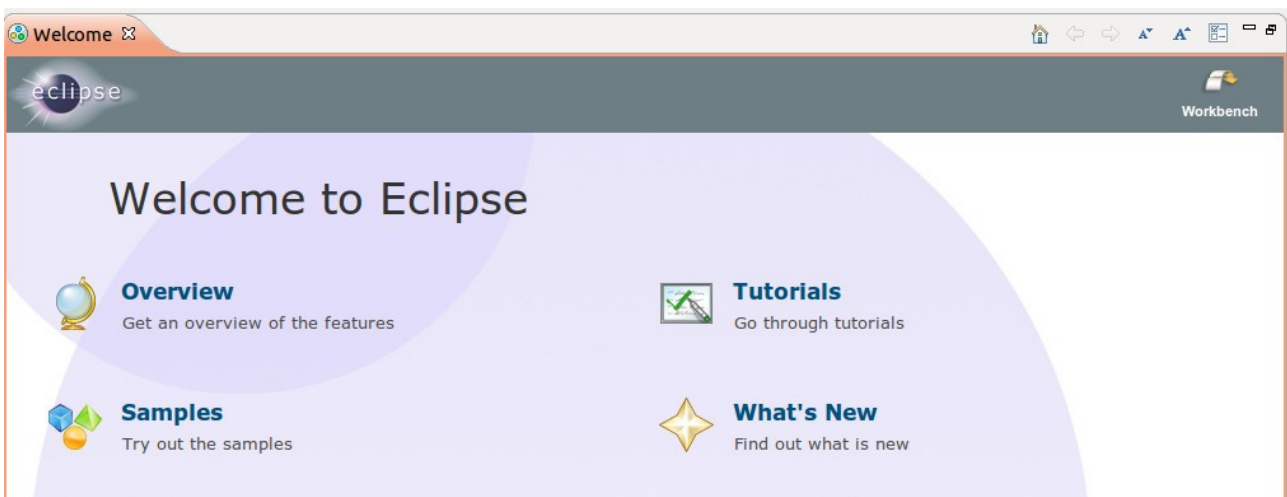 Welcome
eclipse
Workbench
Welcome to Eclipse
Overview
Get an overview of the features
Tutorials
Go through tutorials
Samples
Try out the samples
What's New
Find out what is new